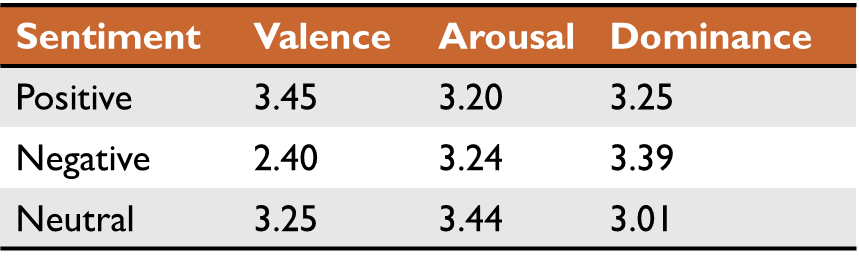 Sentiment Valence Arousal Dominance
Positive 3.45 3.20 3.25
Negative 2.40 3.24 3.39
Neutral 3.25 3.44 3.01